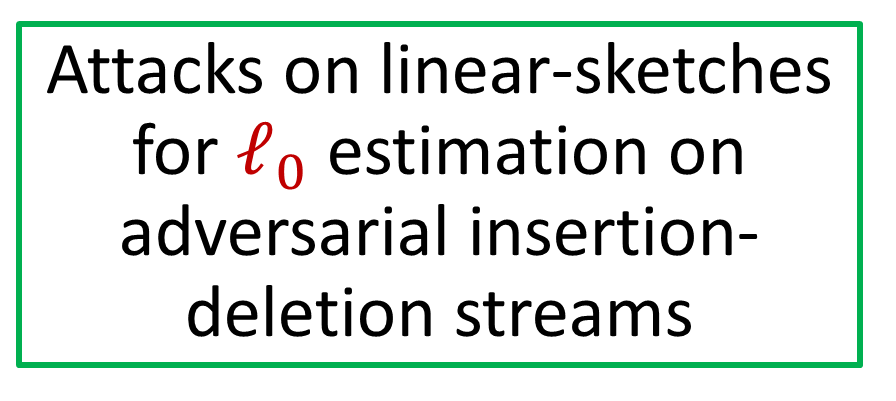 Attacks on linear-sketches
for ℓ₀ estimation on
adversarial insertion-
deletion streams